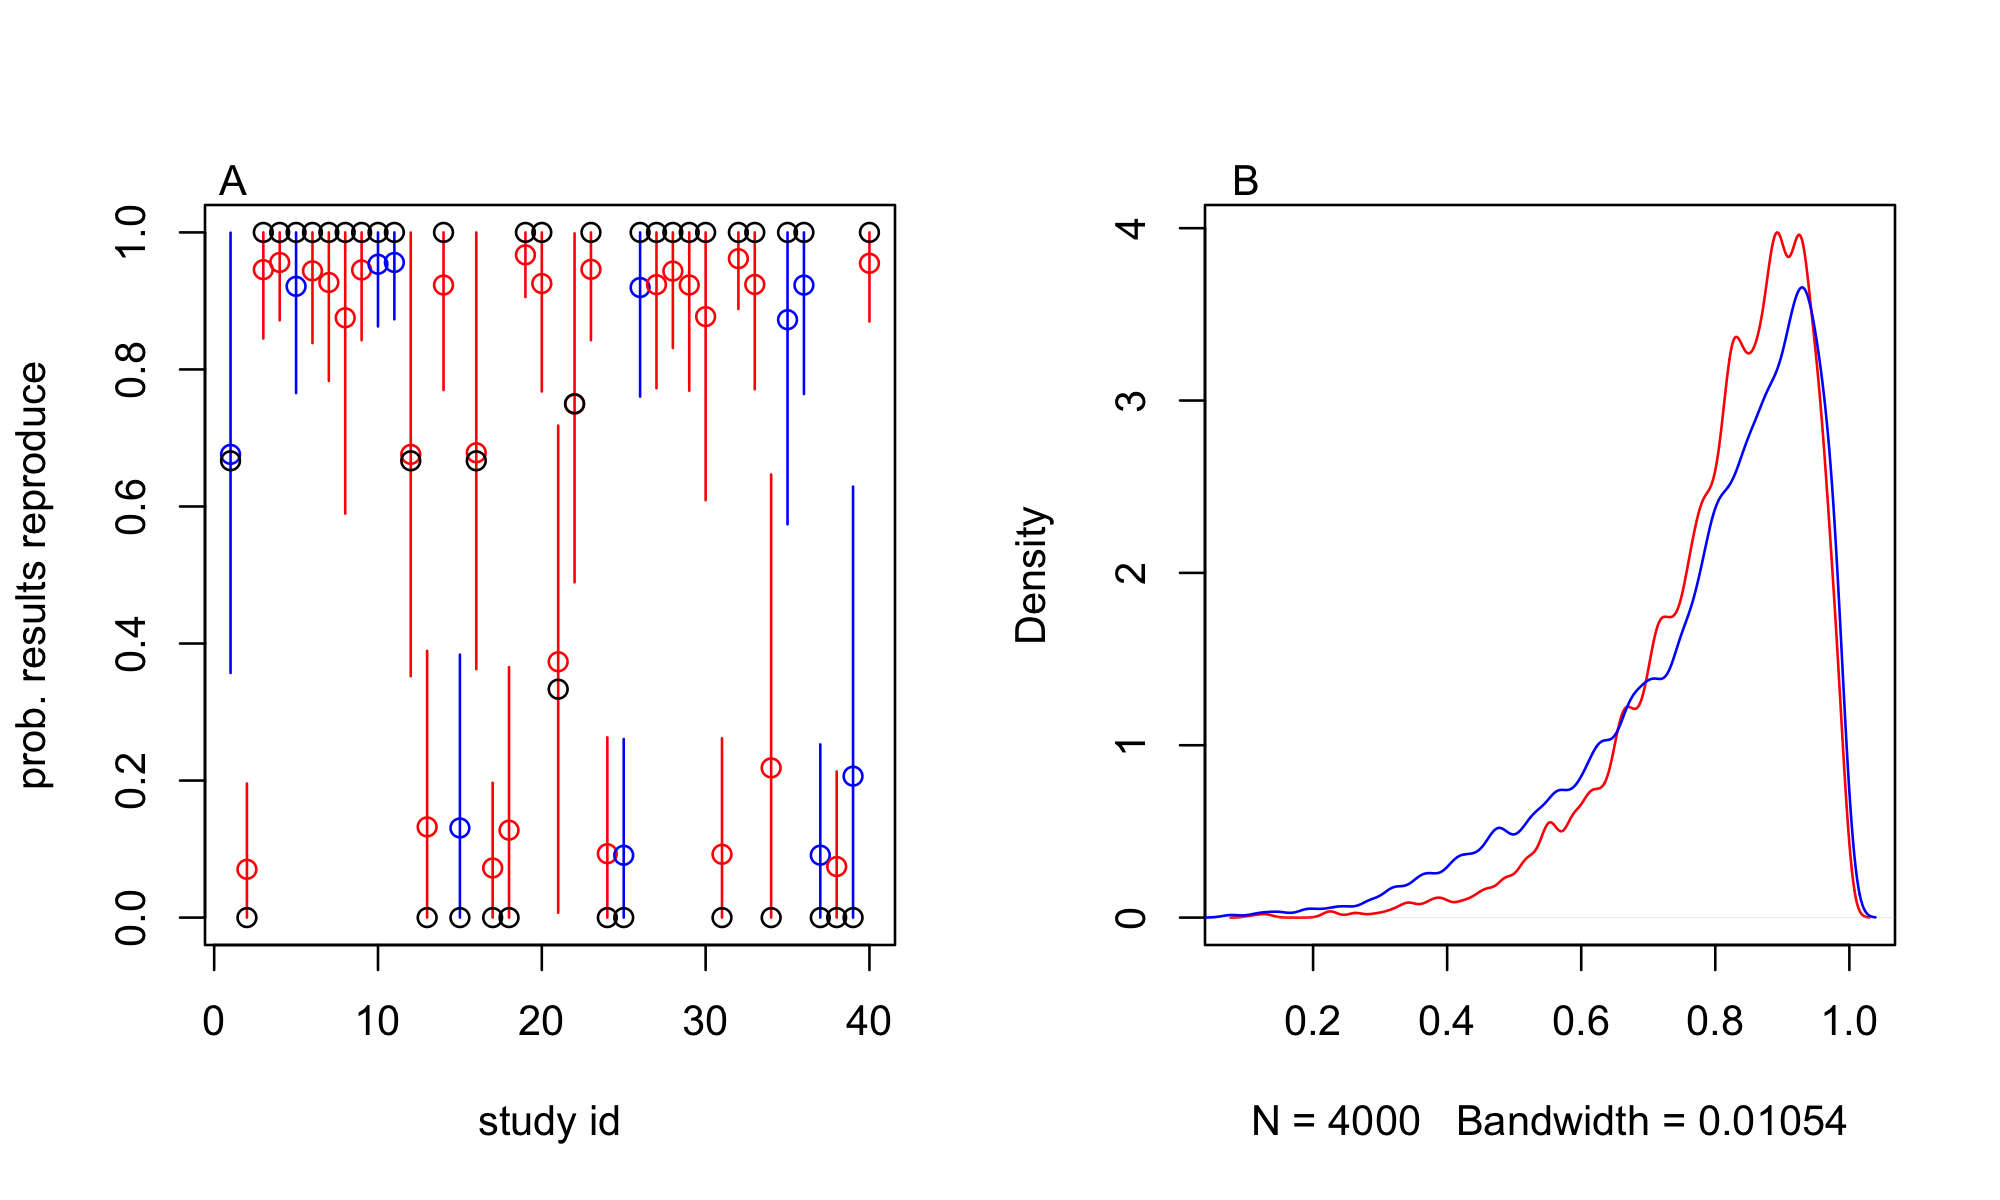 A
prob. results reproduce
0.0 0.2 0.4 0.6 0.8 1.0
0 10 20 30 40
study id
B
Density
0 1 2 3 4
0.2 0.4 0.6 0.8 1.0
N = 4000 Bandwidth = 0.01054